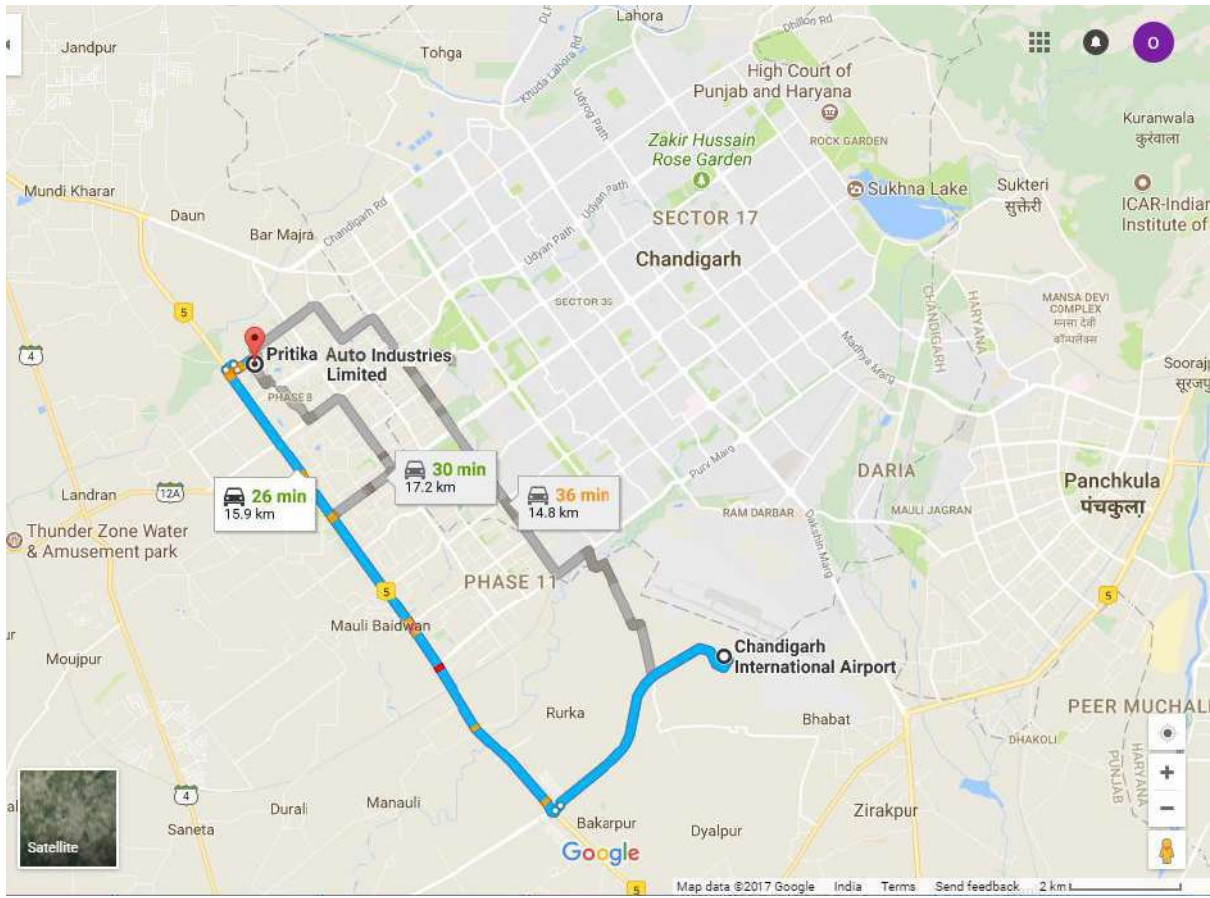 Lahora
Dhillon Rd
Jandpur
Tohga
Khuda Lahora Rd
High Court of
Punjab and Haryana
O
Udyog Path
ROCK GARDEN
Kuranwala
कुरंवाला
Zakir Hussain
Rose Garden
Mundi Kharar
Daun
Bar Majra
Chandigarh Rd
Udyan Path
Udyan Path
SECTOR 17
Sukhna Lake
Sukteri
सुकेतेरी
ICAR-Indian
Institute of
Chandigarh
SECTOR 35
CHANDIGARH
HARYANA
MANSA DEVI
COMPLEX
मनसा देवी
कॉम्पलेक्स
5
4
Pritika Auto Industries
Limited
Madhya Marg
PHASE 8
26 min
15.9 km
30 min
17.2 km
36 min
14.8 km
Purv Marg
DARIA
Panchkula
पंचकुला
Landran
12A
RAM DARBAR
Dakshin Marg
MAULI JAGRAN
Thunder Zone Water
& Amusement park
PHASE 11
5
5
Mauli Baidwan
Moujpur
Chandigarh
International Airport
Rurka
Bhabat
PEER MUCHALL
DHAKOLI
PUNJAB
HARYANA
4
Durali
Manauli
Saneta
Bakarpur
Dyalpur
Zirakpur
Satellite
Google
5
Map data ©2017 Google India Terms Send feedback 2 km